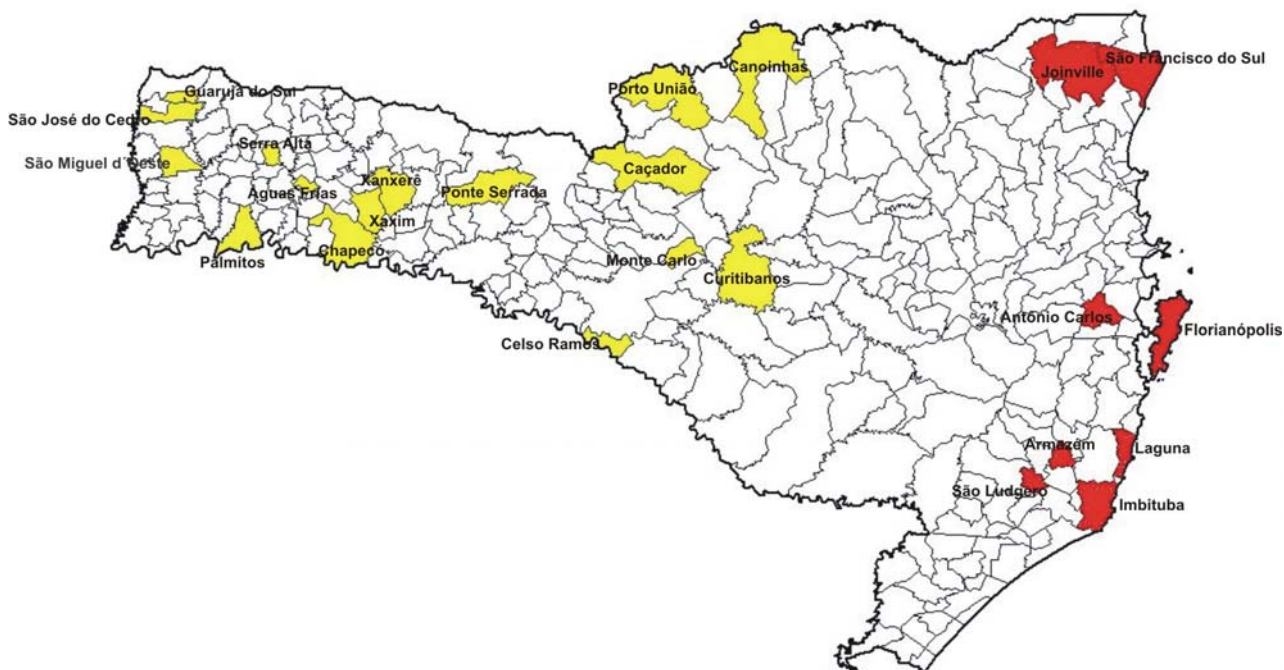 Canoinhas
São Francisco do Sul
Joinville
Guarujá do Sul
Porto União
São José do Cedro
Serra Alta
São Miguel d´Oeste
Caçador
Xanxerê
Águas Frias
Ponte Serrada
Xaxim
Chapecó
Palmitos
Monte Carlo
Curitibanos
Antônio Carlos
Florianópolis
Celso Ramos
Armazém
Laguna
São Ludgero
Imbituba